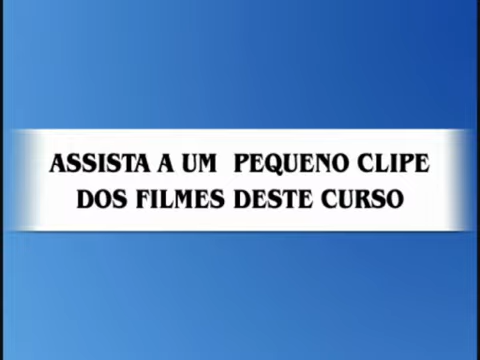 ASSISTA A UM PEQUENO CLIPE
DOS FILMES DESTE CURSO